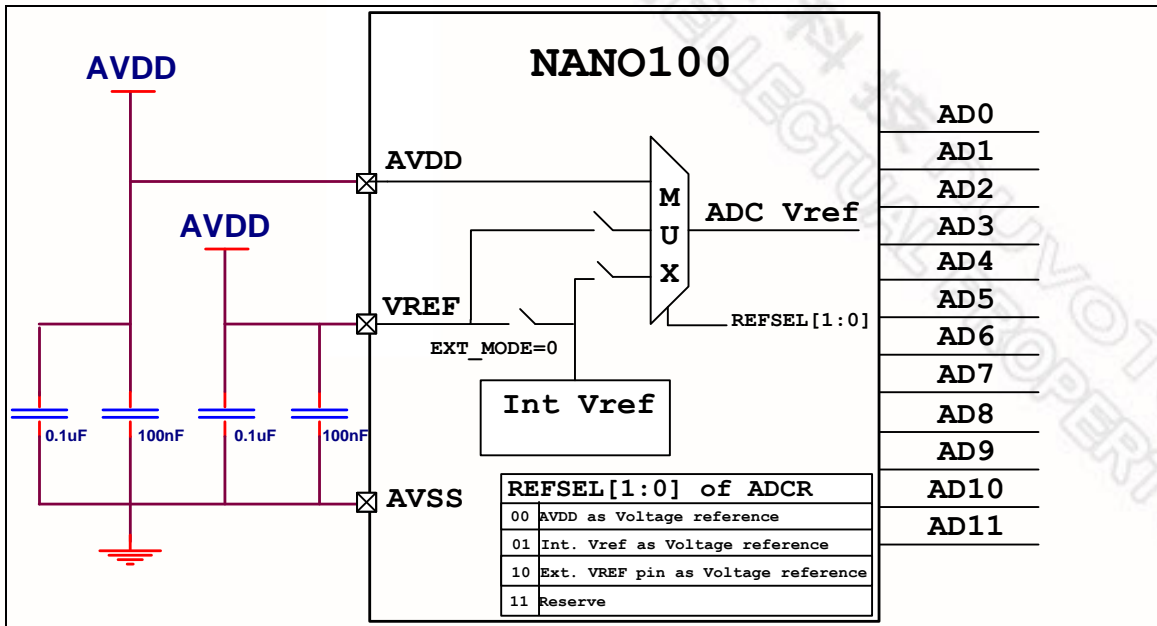 NANO100
AVDD
AVDD
AVDD
VREF
AVSS
EXT_MODE=0
Int Vref
M
U
X
ADC Vref
REFSEL[1:0]
0.1uF
100nF
0.1uF
100nF
REFSEL[1:0] of ADCR
00 AVDD as Voltage reference
01 Int. Vref as Voltage reference
10 Ext. VREF pin as Voltage reference
11 Reserve
AD0
AD1
AD2
AD3
AD4
AD5
AD6
AD7
AD8
AD9
AD10
AD11
科技